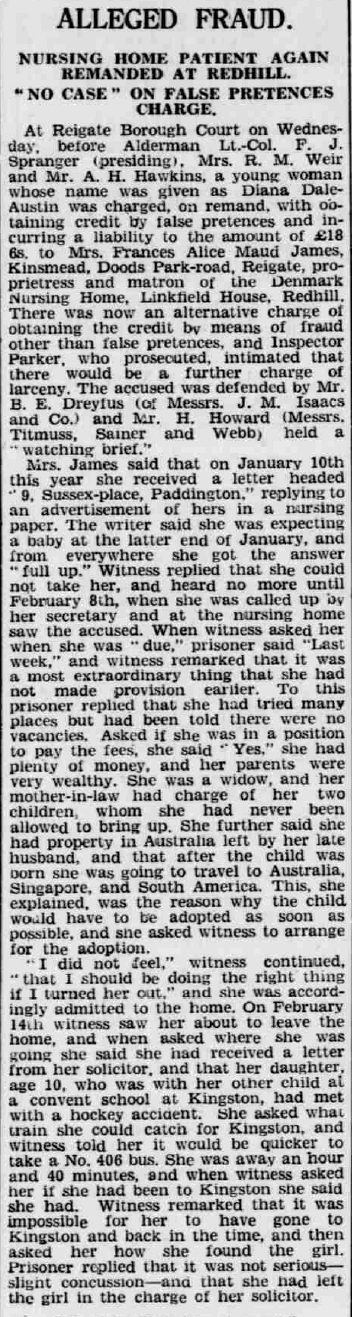 ALLEGED FRAUD.
NURSING HOME PATIENT AGAIN
REMANDED AT REDHILL.
"NO CASE" ON FALSE PRETENCES
CHARGE.
At Reigate Borough Court on Wednes-
day, before Alderman Lt.-Col. F. J.
Spranger (presiding), Mrs. R. M. Weir
and Mr. A. H. Hawkins, a young woman
whose name was given as Diana Dale-
Austin was charged, on remand, with ob-
taining credit by false pretences and in-
curring a liability to the amount of £18
6s. to Mrs. Frances Alice Maud James,
Kinsmead, Doods Park-road, Reigate, pro-
prietress and matron of the Denmark
Nursing Home, Linkfield House, Redhill.
There was now an alternative charge of
obtaining the credit by means of fraud
other than false pretences, and Inspector
Parker, who prosecuted, intimated that
there would be a further charge of
larceny. The accused was defended by Mr.
B. E. Dreyfus (of Messrs. J. M. Isaacs
and Co.) and Mr. H. Howard (Messrs.
Titmuss, Sainer and Webb) held a
"watching brief."
Mrs. James said that on January 10th
this year she received a letter headed
"9, Sussex-place, Paddington," replying to
an advertisement of hers in a nursing
paper. The writer said she was expecting
a baby at the latter end of January, and
from everywhere she got the answer
"full up." Witness replied that she could
not take her, and heard no more until
February 8th, when she was called up by
her secretary and at the nursing home
saw the accused. When witness asked her
when she was "due," prisoner said "Last
week," and witness remarked that it was
a most extraordinary thing that she had
not made provision earlier. To this
prisoner replied that she had tried many
places but had been told there were no
vacancies. Asked if she was in a position
to pay the fees, she said "Yes," she had
plenty of money, and her parents were
very wealthy. She was a widow, and her
mother-in-law had charge of her two
children, whom she had never been
allowed to bring up. She further said she
had property in Australia left by her late
husband, and that after the child was
born she was going to travel to Australia,
Singapore, and South America. This, she
explained, was the reason why the child
would have to be adopted as soon as
possible, and she asked witness to arrange
for the adoption.
"I did not feel," witness continued,
"that I should be doing the right thing
if I turned her out," and she was accord-
ingly admitted to the home. On February
14th witness saw her about to leave the
home, and when asked where she was
going she said she had received a letter
from her solicitor, and that her daughter,
age 10, who was with her other child at
a convent school at Kingston, had met
with a hockey accident. She asked what
train she could catch for Kingston, and
witness told her it would be quicker to
take a No. 406 bus. She was away an hour
and 40 minutes, and when witness asked
her if she had been to Kingston she said
she had. Witness remarked that it was
impossible for her to have gone to
Kingston and back in the time, and then
asked her how she found the girl.
Prisoner replied that it was not serious—
slight concussion—and that she had left
the girl in the charge of her solicitor.